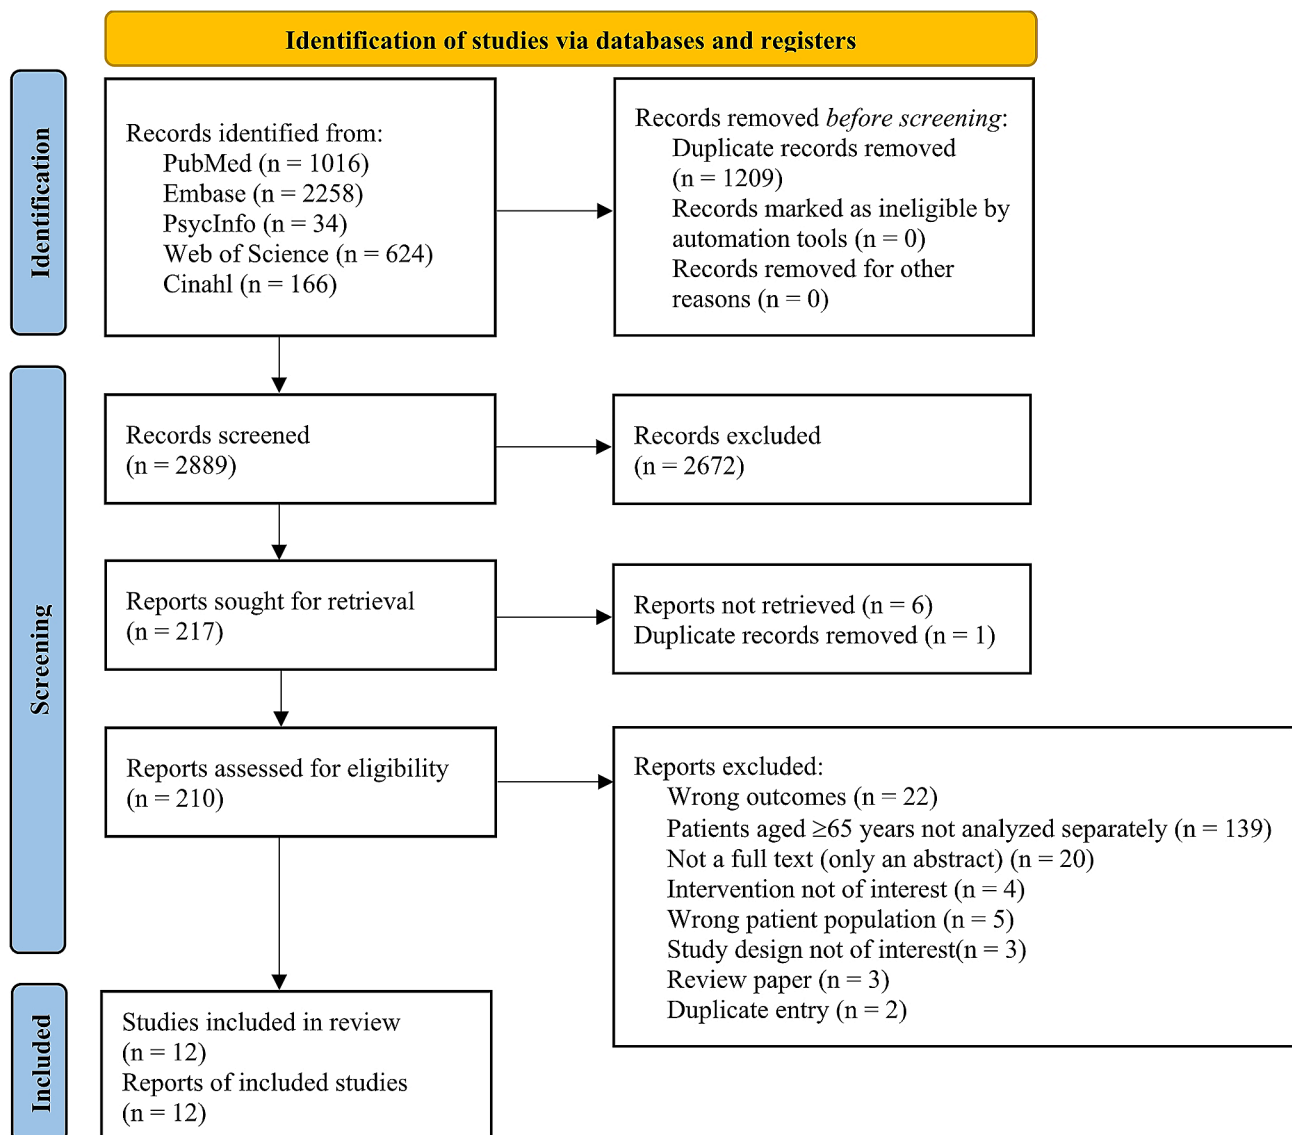 Identification of studies via databases and registers
Identification
Records identified from:
PubMed (n = 1016)
Embase (n = 2258)
PsycInfo (n = 34)
Web of Science (n = 624)
Cinahl (n = 166)
Records removed before screening:
Duplicate records removed
(n = 1209)
Records marked as ineligible by
automation tools (n = 0)
Records removed for other
reasons (n = 0)
Screening
Records screened
(n = 2889)
Records excluded
(n = 2672)
Reports sought for retrieval
(n = 217)
Reports not retrieved (n = 6)
Duplicate records removed (n = 1)
Reports assessed for eligibility
(n = 210)
Reports excluded:
Wrong outcomes (n = 22)
Patients aged ≥65 years not analyzed separately (n = 139)
Not a full text (only an abstract) (n = 20)
Intervention not of interest (n = 4)
Wrong patient population (n = 5)
Study design not of interest(n = 3)
Review paper (n = 3)
Duplicate entry (n = 2)
Included
Studies included in review
(n = 12)
Reports of included studies
(n = 12)